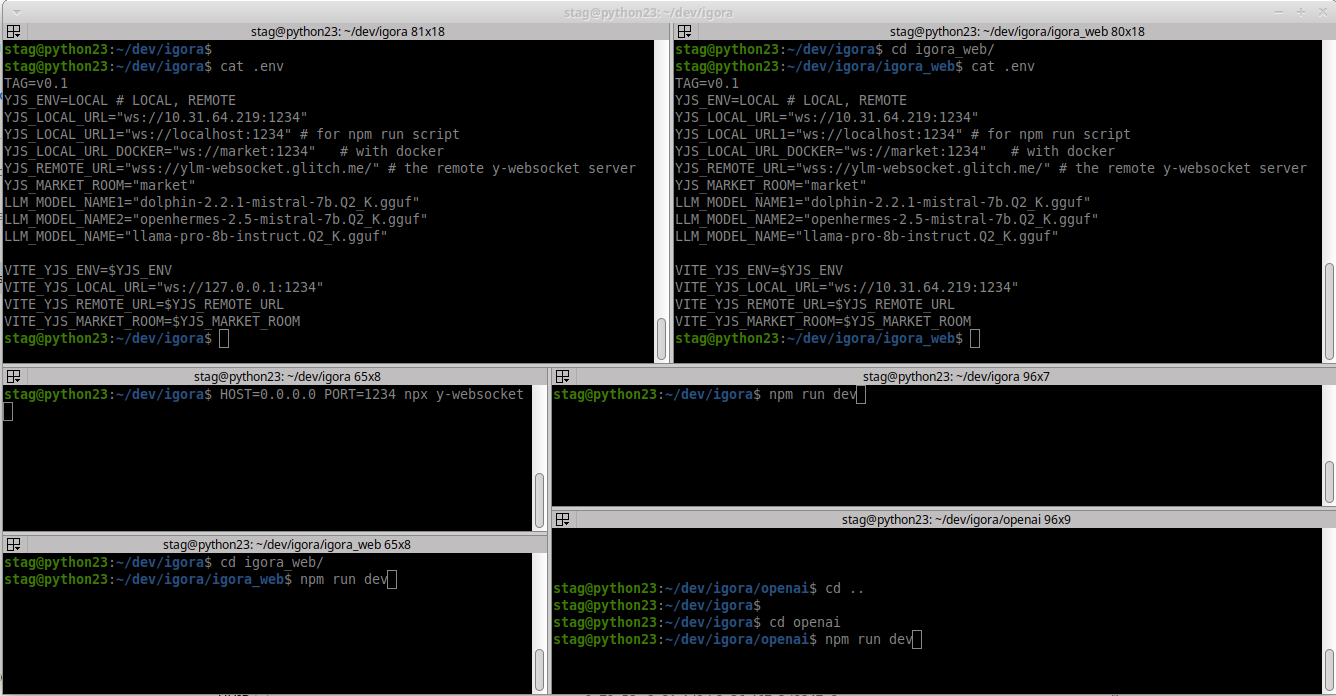 stag@python23:~/dev/igora
stag@python23: ~/dev/igora 81x18
stag@python23:~/dev/igora$
stag@python23:~/dev/igora$ cat .env
TAG=v0.1
YJS_ENV=LOCAL # LOCAL, REMOTE
YJS_LOCAL_URL="ws://10.31.64.219:1234"
YJS_LOCAL_URL1="ws://localhost:1234" # for npm run script
YJS_LOCAL_URL_DOCKER="ws://market:1234"   # with docker
YJS_REMOTE_URL="wss://ylm-websocket.glitch.me/" # the remote y-websocket server
YJS_MARKET_ROOM="market"
LLM_MODEL_NAME1="dolphin-2.2.1-mistral-7b.Q2_K.gguf"
LLM_MODEL_NAME2="openhermes-2.5-mistral-7b.Q2_K.gguf"
LLM_MODEL_NAME="llama-pro-8b-instruct.Q2_K.gguf"
VITE_YJS_ENV=$YJS_ENV
VITE_YJS_LOCAL_URL="ws://127.0.0.1:1234"
VITE_YJS_REMOTE_URL=$YJS_REMOTE_URL
VITE_YJS_MARKET_ROOM=$YJS_MARKET_ROOM
stag@python23:~/dev/igora$
stag@python23: ~/dev/igora/igora_web 80x18
stag@python23:~/dev/igora$ cd igora_web/
stag@python23:~/dev/igora/igora_web$ cat .env
TAG=v0.1
YJS_ENV=LOCAL # LOCAL, REMOTE
YJS_LOCAL_URL="ws://10.31.64.219:1234"
YJS_LOCAL_URL1="ws://localhost:1234" # for npm run script
YJS_LOCAL_URL_DOCKER="ws://market:1234"   # with docker
YJS_REMOTE_URL="wss://ylm-websocket.glitch.me/" # the remote y-websocket server
YJS_MARKET_ROOM="market"
LLM_MODEL_NAME1="dolphin-2.2.1-mistral-7b.Q2_K.gguf"
LLM_MODEL_NAME2="openhermes-2.5-mistral-7b.Q2_K.gguf"
LLM_MODEL_NAME="llama-pro-8b-instruct.Q2_K.gguf"
VITE_YJS_ENV=$YJS_ENV
VITE_YJS_LOCAL_URL="ws://10.31.64.219:1234"
VITE_YJS_REMOTE_URL=$YJS_REMOTE_URL
VITE_YJS_MARKET_ROOM=$YJS_MARKET_ROOM
stag@python23:~/dev/igora/igora_web$
stag@python23: ~/dev/igora 65x8
stag@python23:~/dev/igora$ HOST=0.0.0.0 PORT=1234 npx y-websocket
stag@python23: ~/dev/igora/igora_web 65x8
stag@python23:~/dev/igora$ cd igora_web/
stag@python23:~/dev/igora/igora_web$ npm run dev
stag@python23: ~/dev/igora 96x7
stag@python23:~/dev/igora$ npm run dev
stag@python23: ~/dev/igora/openai 96x9
stag@python23:~/dev/igora/openai$ cd ..
stag@python23:~/dev/igora$
stag@python23:~/dev/igora$ cd openai
stag@python23:~/dev/igora/openai$ npm run dev